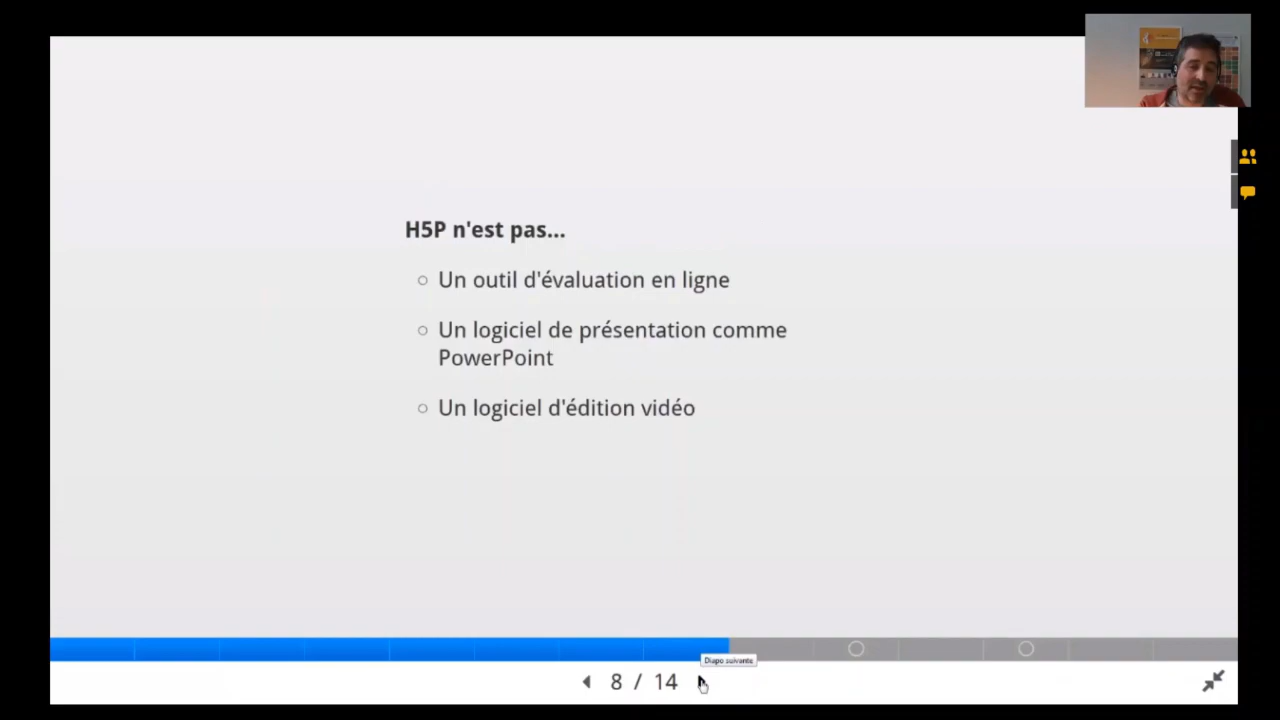 H5P n'est pas...
Un outil d'évaluation en ligne
Un logiciel de présentation comme
PowerPoint
Un logiciel d'édition vidéo
Diapo suivante
8 / 14